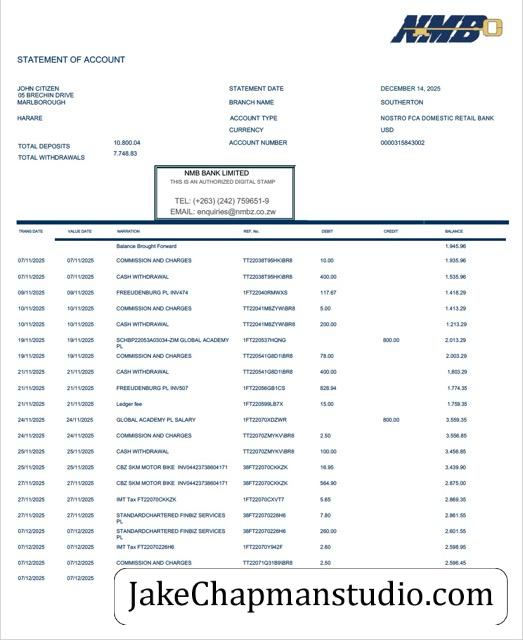 NMB
STATEMENT OF ACCOUNT
JOHN CITIZEN
05 BRECHIN DRIVE
MARLBOROUGH
HARARE
STATEMENT DATE DECEMBER 14, 2025
BRANCH NAME SOUTHERTON
ACCOUNT TYPE NOSTRO FCA DOMESTIC RETAIL BANK
CURRENCY USD
ACCOUNT NUMBER 0000315843002
TOTAL DEPOSITS 10.800.04
TOTAL WITHDRAWALS 7.748.83
NMB BANK LIMITED
THIS IS AN AUTHORIZED DIGITAL STAMP
TEL: (+263) (242) 759651-9
EMAIL: enquiries@nmbz.co.zw
TRANS DATE VALUE DATE NARRATION REF, No. DEBIT CREDIT BALANCE
Balance Brought Forward 1.945.96
07/11/2025 07/11/2025 COMMISSION AND CHARGES TT22038T95HK\BR8 10.00 1.935.96
07/11/2025 07/11/2025 CASH WITHDRAWAL TT22038T95HK\BR8 400.00 1.535.96
09/11/2025 09/11/2025 FREEUDENBURG PL INV474 1FT22040RMWXS 117.67 1.418.29
10/11/2025 10/11/2025 COMMISSION AND CHARGES TT22041M8ZYW\BR8 5.00 1.413.29
10/11/2025 10/11/2025 CASH WITHDRAWAL TT22041M8ZYW\BR8 200.00 1.213.29
19/11/2025 19/11/2025 SCHBP22053A03034-ZIM GLOBAL ACADEMY 1FT220537HQNG 800.00 2.013.29
PL
19/11/2025 19/11/2025 COMMISSION AND CHARGES TT220541G8D1\BR8 78.00 2.003.29
21/11/2025 21/11/2025 CASH WITHDRAWAL TT220541G8D1\BR8 400.00 1,603.29
21/11/2025 21/11/2025 FREEUDENBURG PL INV507 1FT22056GB1CS 828.94 1.774.35
21/11/2025 21/11/2025 Ledger fee 1FT220599LB7X 15.00 1.759.35
24/11/2025 24/11/2025 GLOBAL ACADEMY PL SALARY 1FT22070XDZWR 800.00 3.559.35
24/11/2025 24/11/2025 COMMISSION AND CHARGES TT22070ZMYKV\BR8 2.50 3.556.85
25/11/2025 25/11/2025 CASH WITHDRAWAL TT22070ZMYKV\BR8 100.00 3.456.85
25/11/2025 25/11/2025 CBZ SKM MOTOR BIKE INV04423738604171 38FT22070CKKZK 16.95 3.439.90
27/11/2025 27/11/2025 CBZ SKM MOTOR BIKE INV04423738604171 38FT22070CKKZK 564.90 2.875.00
27/11/2025 27/11/2025 IMT Tax FT22070CKKZK 1FT22070CXVT7 5.65 2.869.35
27/11/2025 27/11/2025 STANDARDCHARTERED FINBIZ SERVICES 38FT22070226H6 7.80 2.861.55
PL
07/12/2025 07/12/2025 STANDARDCHARTERED FINBIZ SERVICES 38FT22070226H6 260.00 2.601.55
PL
07/12/2025 07/12/2025 IMT Tax FT22070226H6 1FT22070Y942F 2.60 2.598.95
07/12/2025 07/12/2025 COMMISSION AND CHARGES TT22071Q31B9\BR8 2.50 2.596.45
07/12/2025 07/12/2025
JakeChapmanstudio.com